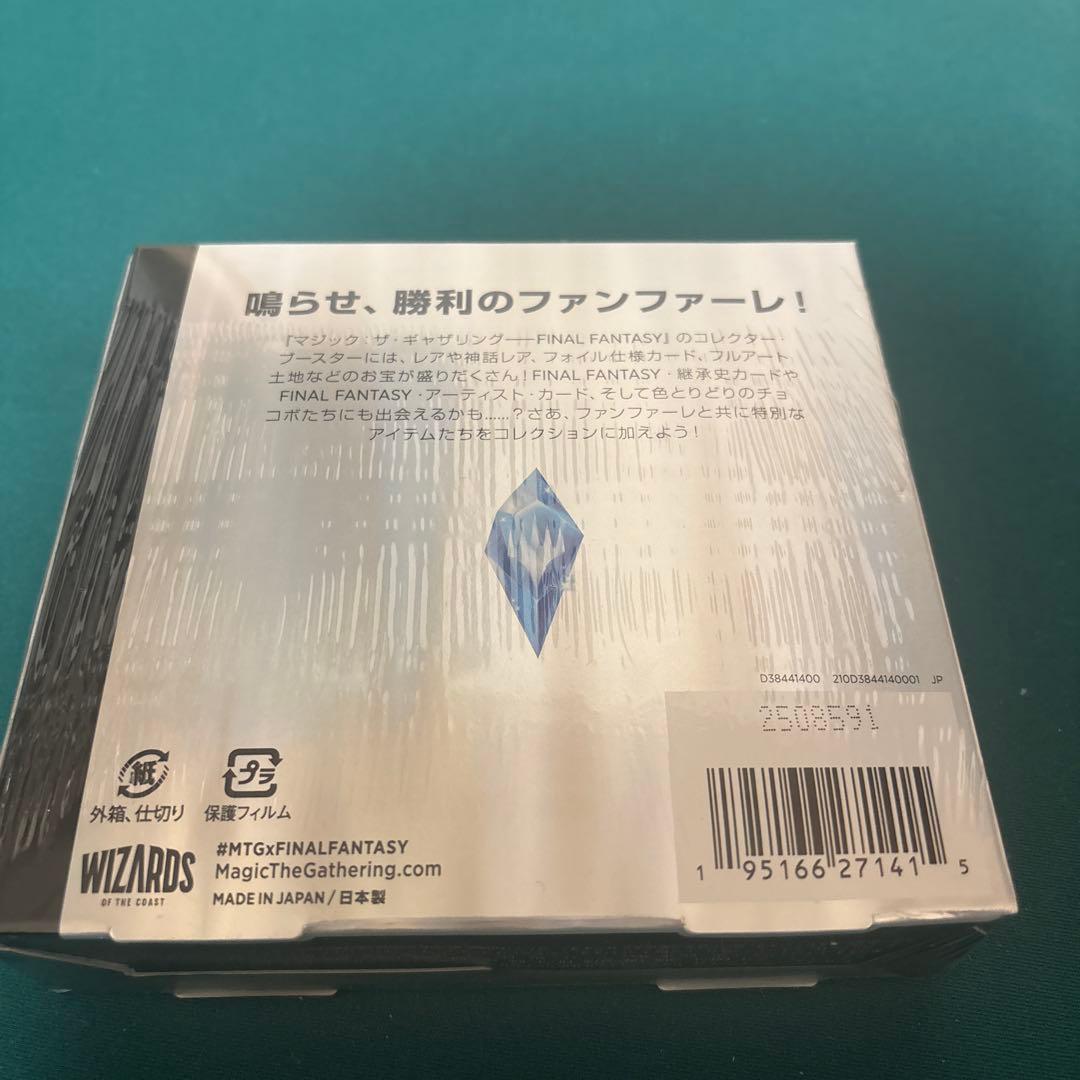 鳴らせ、勝利のファンファーレ！
『マジック：ザ・ギャザリング——FINAL FANTASY』のコレクター・
ブースターには、レアや神話レア、フォイル仕様カード、フルアート
土地などのお宝が盛りだくさん！FINAL FANTASY・継承史カードや
FINAL FANTASY・アーティスト・カード、そして色とりどりのチョ
コボたちにも出会えるかも……？さあ、ファンファーレと共に特別な
アイテムたちをコレクションに加えよう！
D38441400 210D3844140001 JP
2508591
紙
外箱、仕切り
プラ
保護フィルム
WIZARDS
OF THE COAST
#MTGxFINALFANTASY
MagicTheGathering.com
MADE IN JAPAN / 日本製
1 95166 27141 5